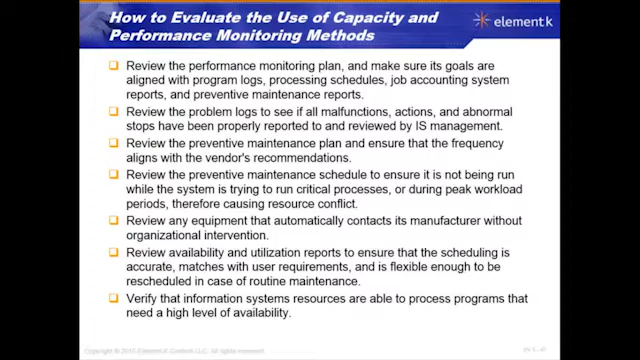 How to Evaluate the Use of Capacity and
Performance Monitoring Methods
element k
Review the performance monitoring plan, and make sure its goals are
aligned with program logs, processing schedules, job accounting system
reports, and preventive maintenance reports.
Review the problem logs to see if all malfunctions, actions, and abnormal
stops have been properly reported to and reviewed by IS management.
Review the preventive maintenance plan and ensure that the frequency
aligns with the vendor's recommendations.
Review the preventive maintenance schedule to ensure it is not being run
while the system is trying to run critical processes, or during peak workload
periods, therefore causing resource conflict.
Review any equipment that automatically contacts its manufacturer without
organizational intervention.
Review availability and utilization reports to ensure that the scheduling is
accurate, matches with user requirements, and is flexible enough to be
rescheduled in case of routine maintenance.
Verify that information systems resources are able to process programs that
need a high level of availability.
Copyright © Element K Content LLC. All rights reserved.